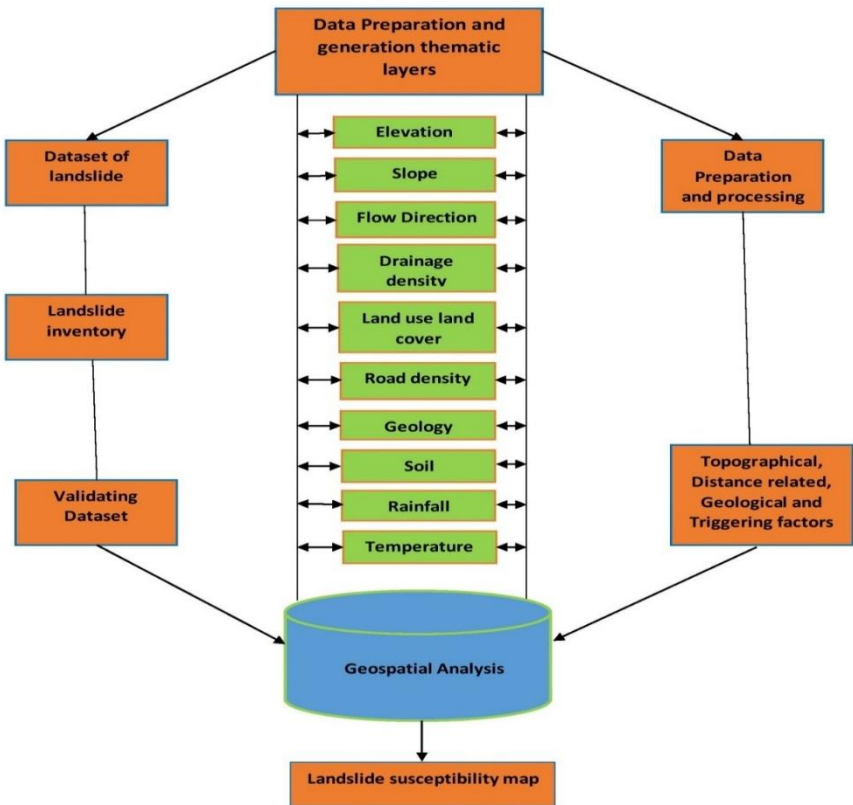 Data Preparation and
generation thematic
layers
Dataset of
landslide
Landslide
inventory
Validating
Dataset
Elevation
Slope
Flow Direction
Drainage
density
Land use land
cover
Road density
Geology
Soil
Rainfall
Temperature
Data
Preparation
and processing
Topographical,
Distance related,
Geological and
Triggering factors
Geospatial Analysis
Landslide susceptibility map